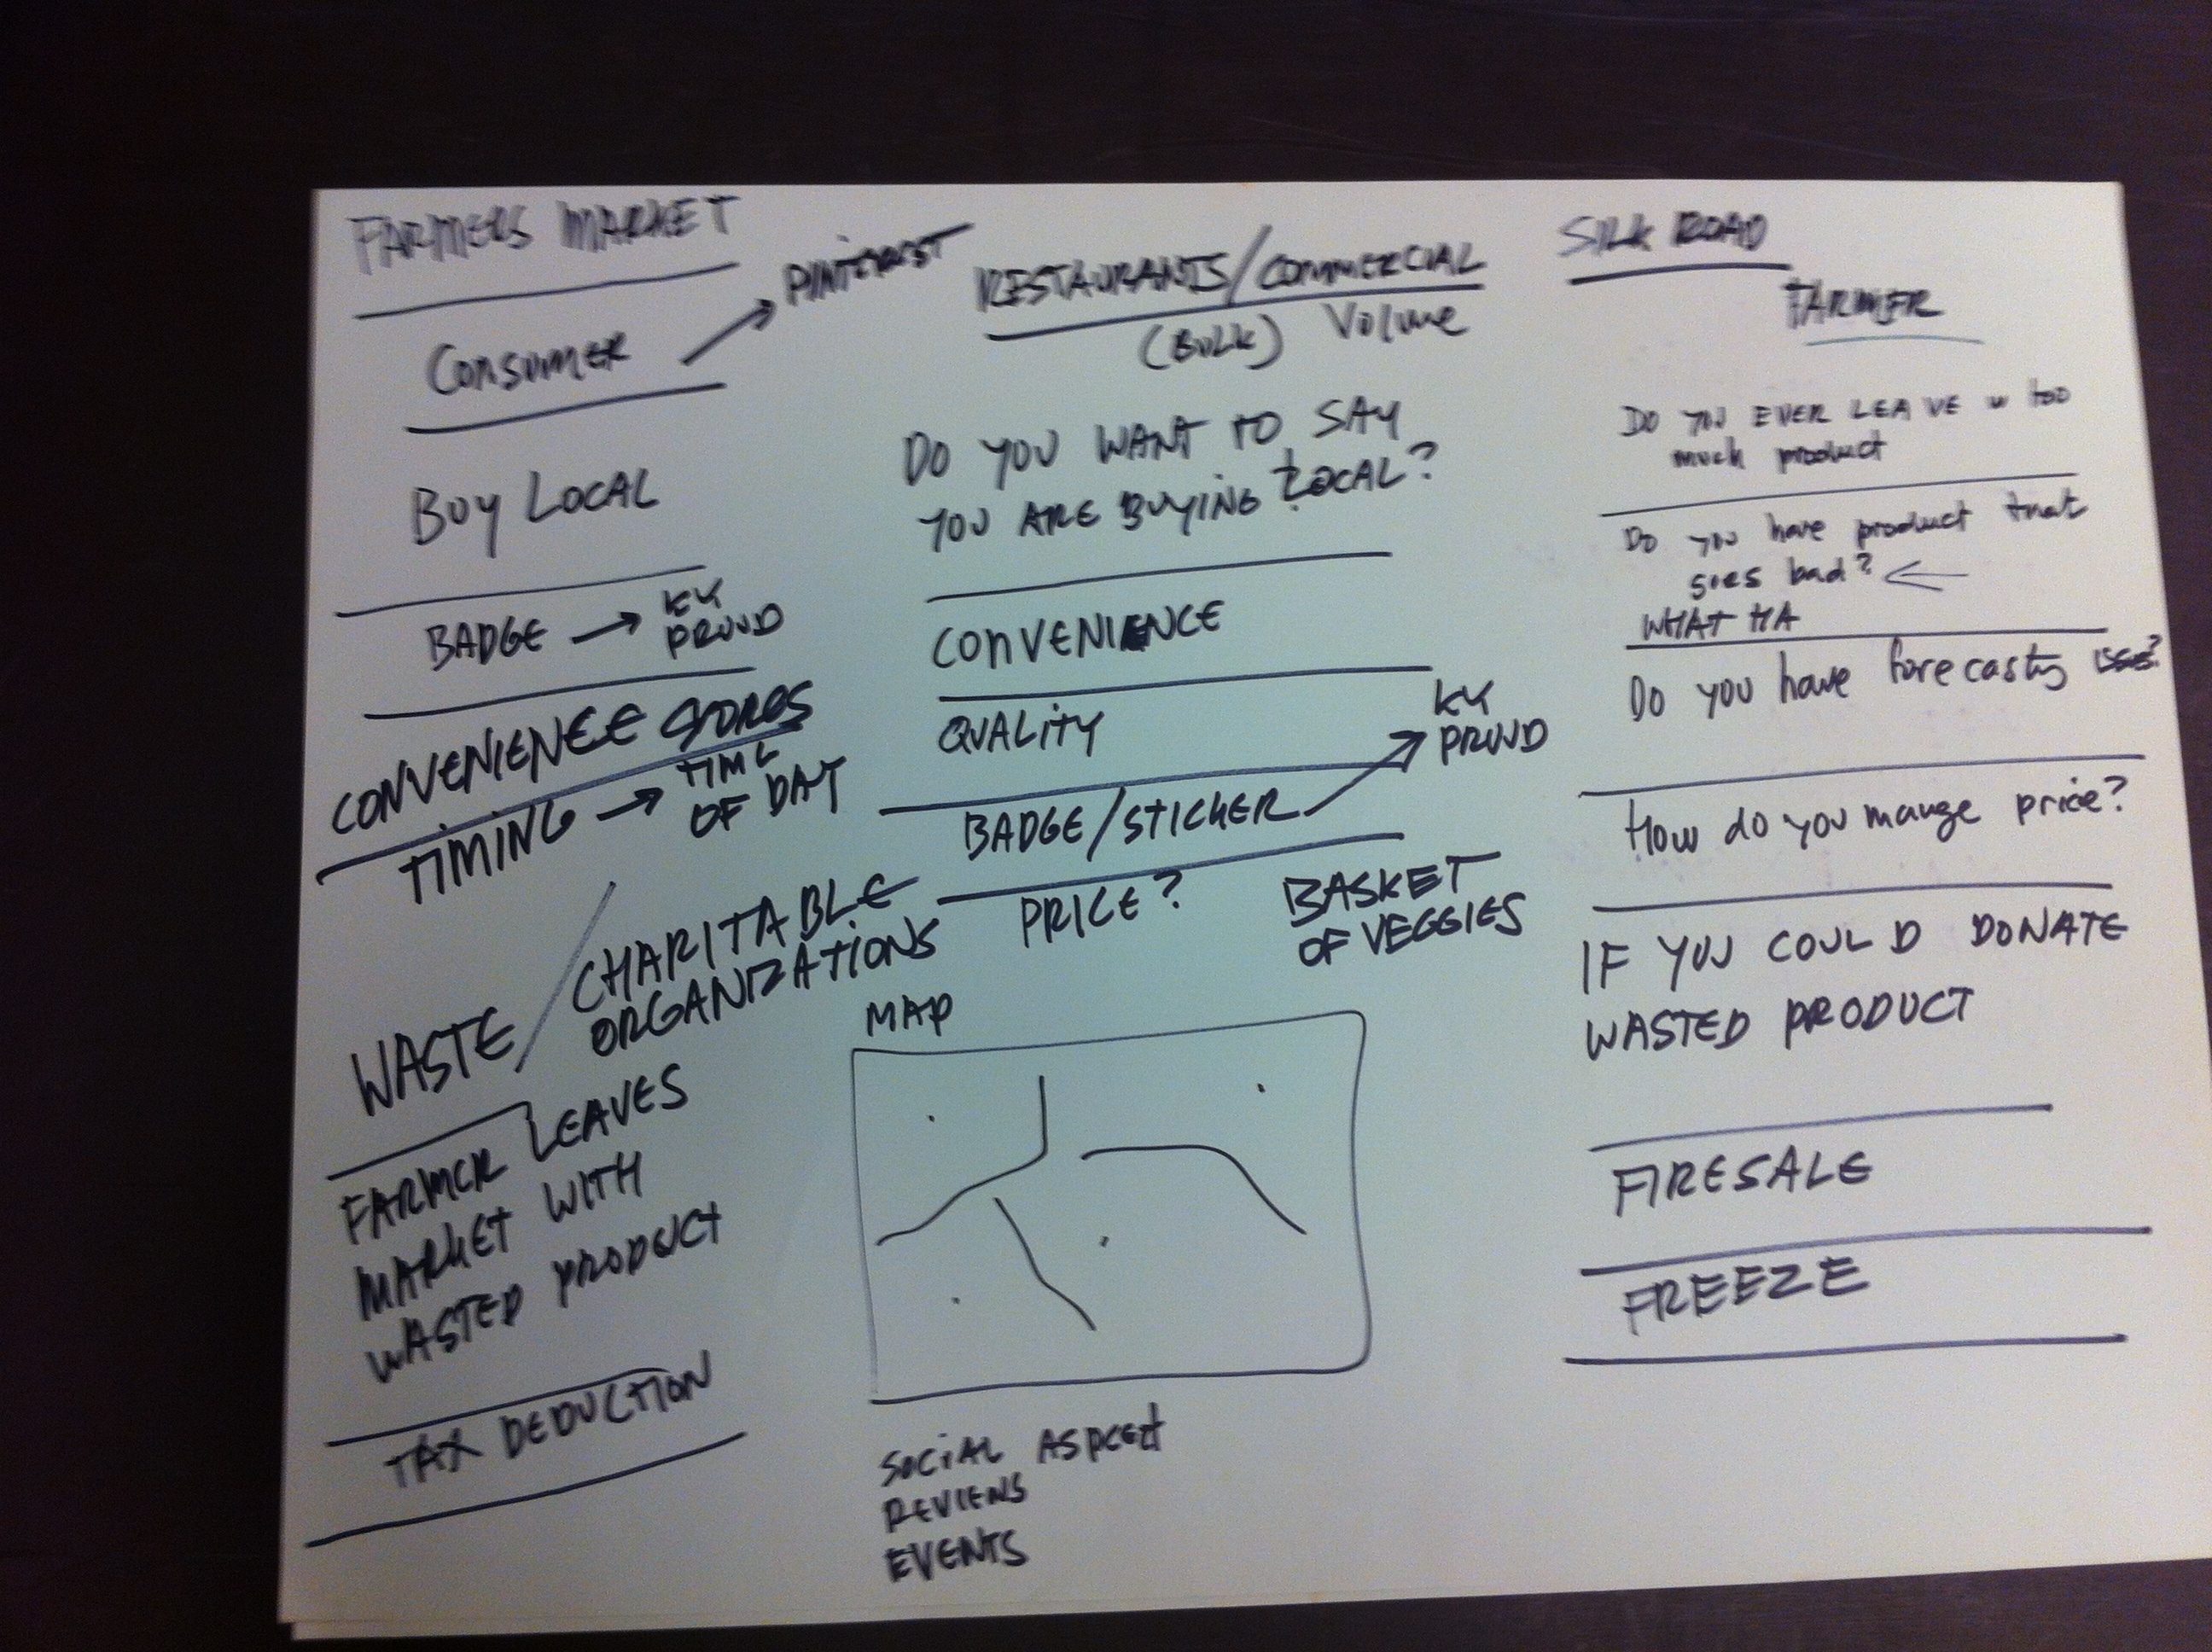 FARMERS MARKET
CONSUMER → PINTEREST
BUY LOCAL
BADGE → KY
PROUD
CONVENIENCE STORES
TIMING → TIME
OF DAY
WASTE / CHARITABLE
ORGANIZATIONS
FARMER LEAVES
MARKET WITH
WASTED PRODUCT
TAX DEDUCTION
RESTAURANTS/COMMERCIAL
(BULK) Volume
DO YOU WANT TO SAY
YOU ARE BUYING LOCAL?
CONVENIENCE
QUALITY
BADGE/STICKER → KY
PROUD
PRICE?
BASKET
OF VEGGIES
MAP
SOCIAL ASPCET
REVIEWS
EVENTS
SILK ROAD
FARMER
DO YOU EVER LEAVE w too
much product
Do you have product that
goes bad? ←
WHAT HA
Do you have forecasting
How do you mange price?
IF YOU COULD DONATE
WASTED PRODUCT
FIRESALE
FREEZE